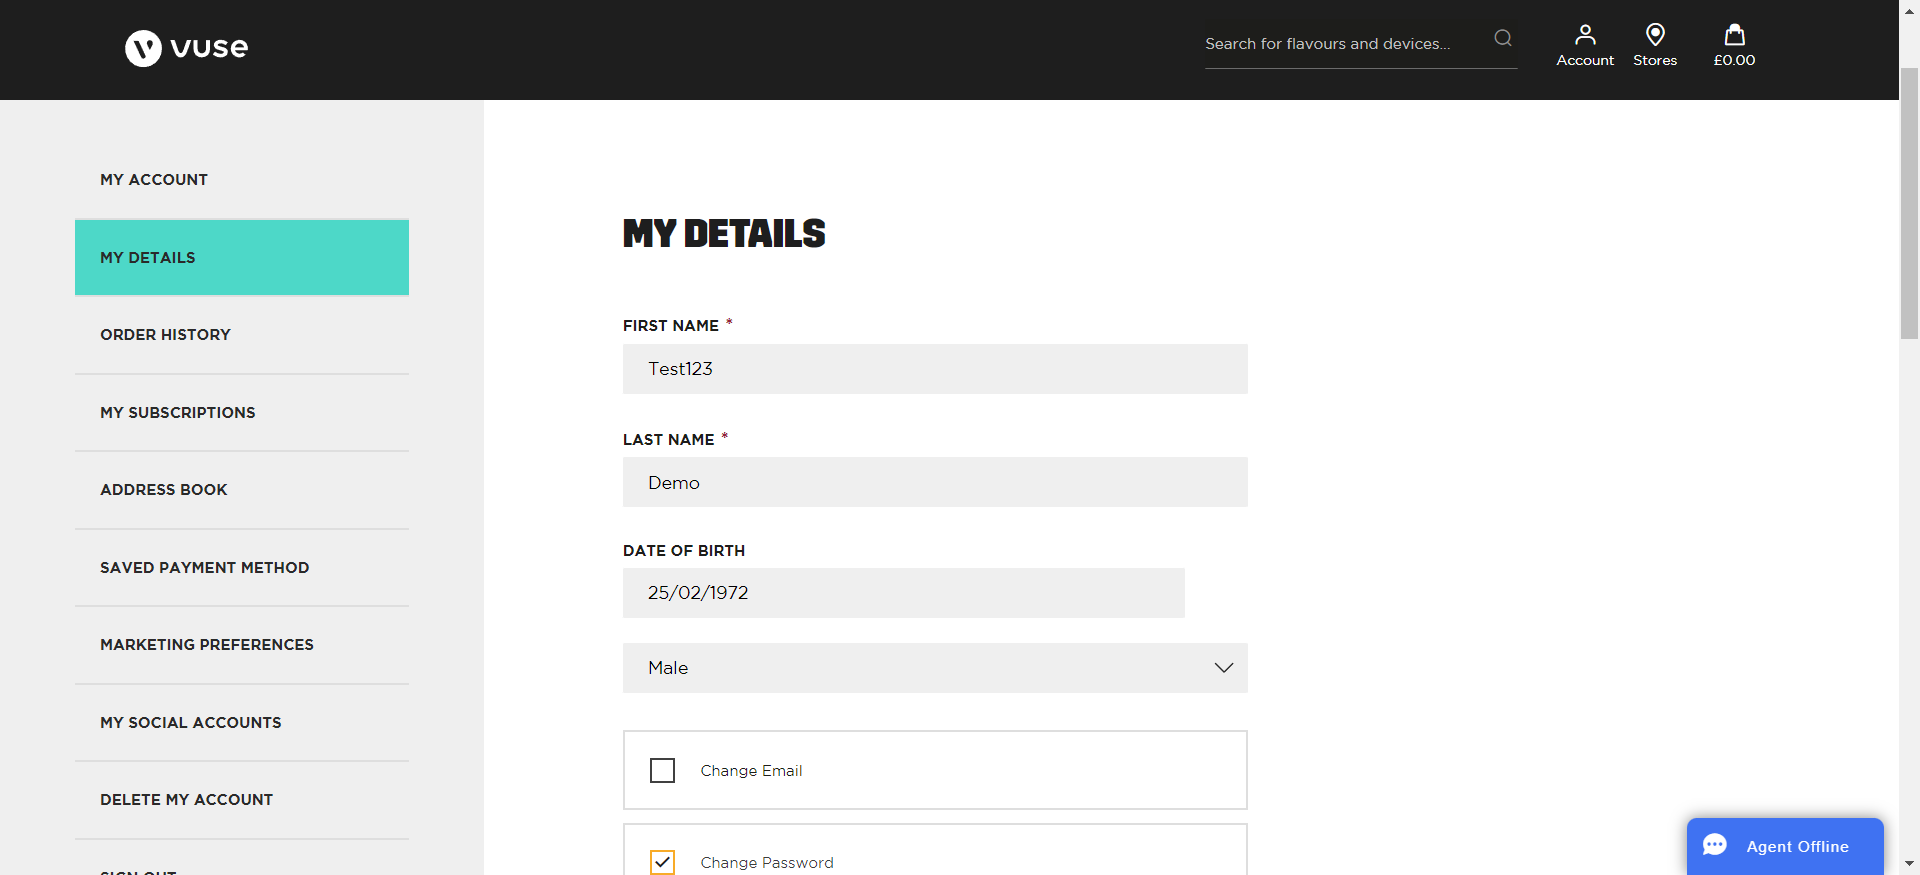 vuse
Search for flavours and devices...
Account
Stores
£0.00
MY ACCOUNT
MY DETAILS
ORDER HISTORY
MY SUBSCRIPTIONS
ADDRESS BOOK
SAVED PAYMENT METHOD
MARKETING PREFERENCES
MY SOCIAL ACCOUNTS
DELETE MY ACCOUNT
SIGN OUT
MY DETAILS
FIRST NAME *
Test123
LAST NAME *
Demo
DATE OF BIRTH
25/02/1972
Male
Change Email
Change Password
Agent Offline